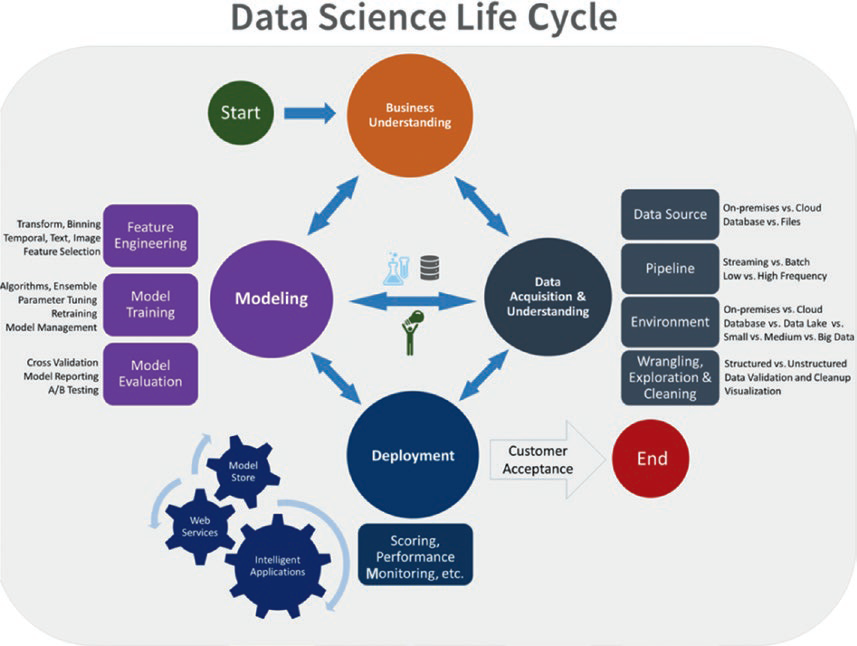 Data Science Life Cycle
Start
Business
Understanding
Transform, Binning
Temporal, Text, Image
Feature Selection
Feature
Engineering
Algorithms, Ensemble
Parameter Tuning
Retraining
Model Management
Model
Training
Cross Validation
Model Reporting
A/B Testing
Model
Evaluation
Modeling
Data
Acquisition &
Understanding
Data Source
On-premises vs. Cloud
Database vs. Files
Pipeline
Streaming vs. Batch
Low vs. High Frequency
Environment
On-premises vs. Cloud
Database vs. Data Lake vs.
Small vs. Medium vs. Big Data
Wrangling,
Exploration &
Cleaning
Structured vs. Unstructured
Data Validation and Cleanup
Visualization
Deployment
Customer
Acceptance
End
Scoring,
Performance
Monitoring, etc.
Model
Store
Web
Services
Intelligent
Applications